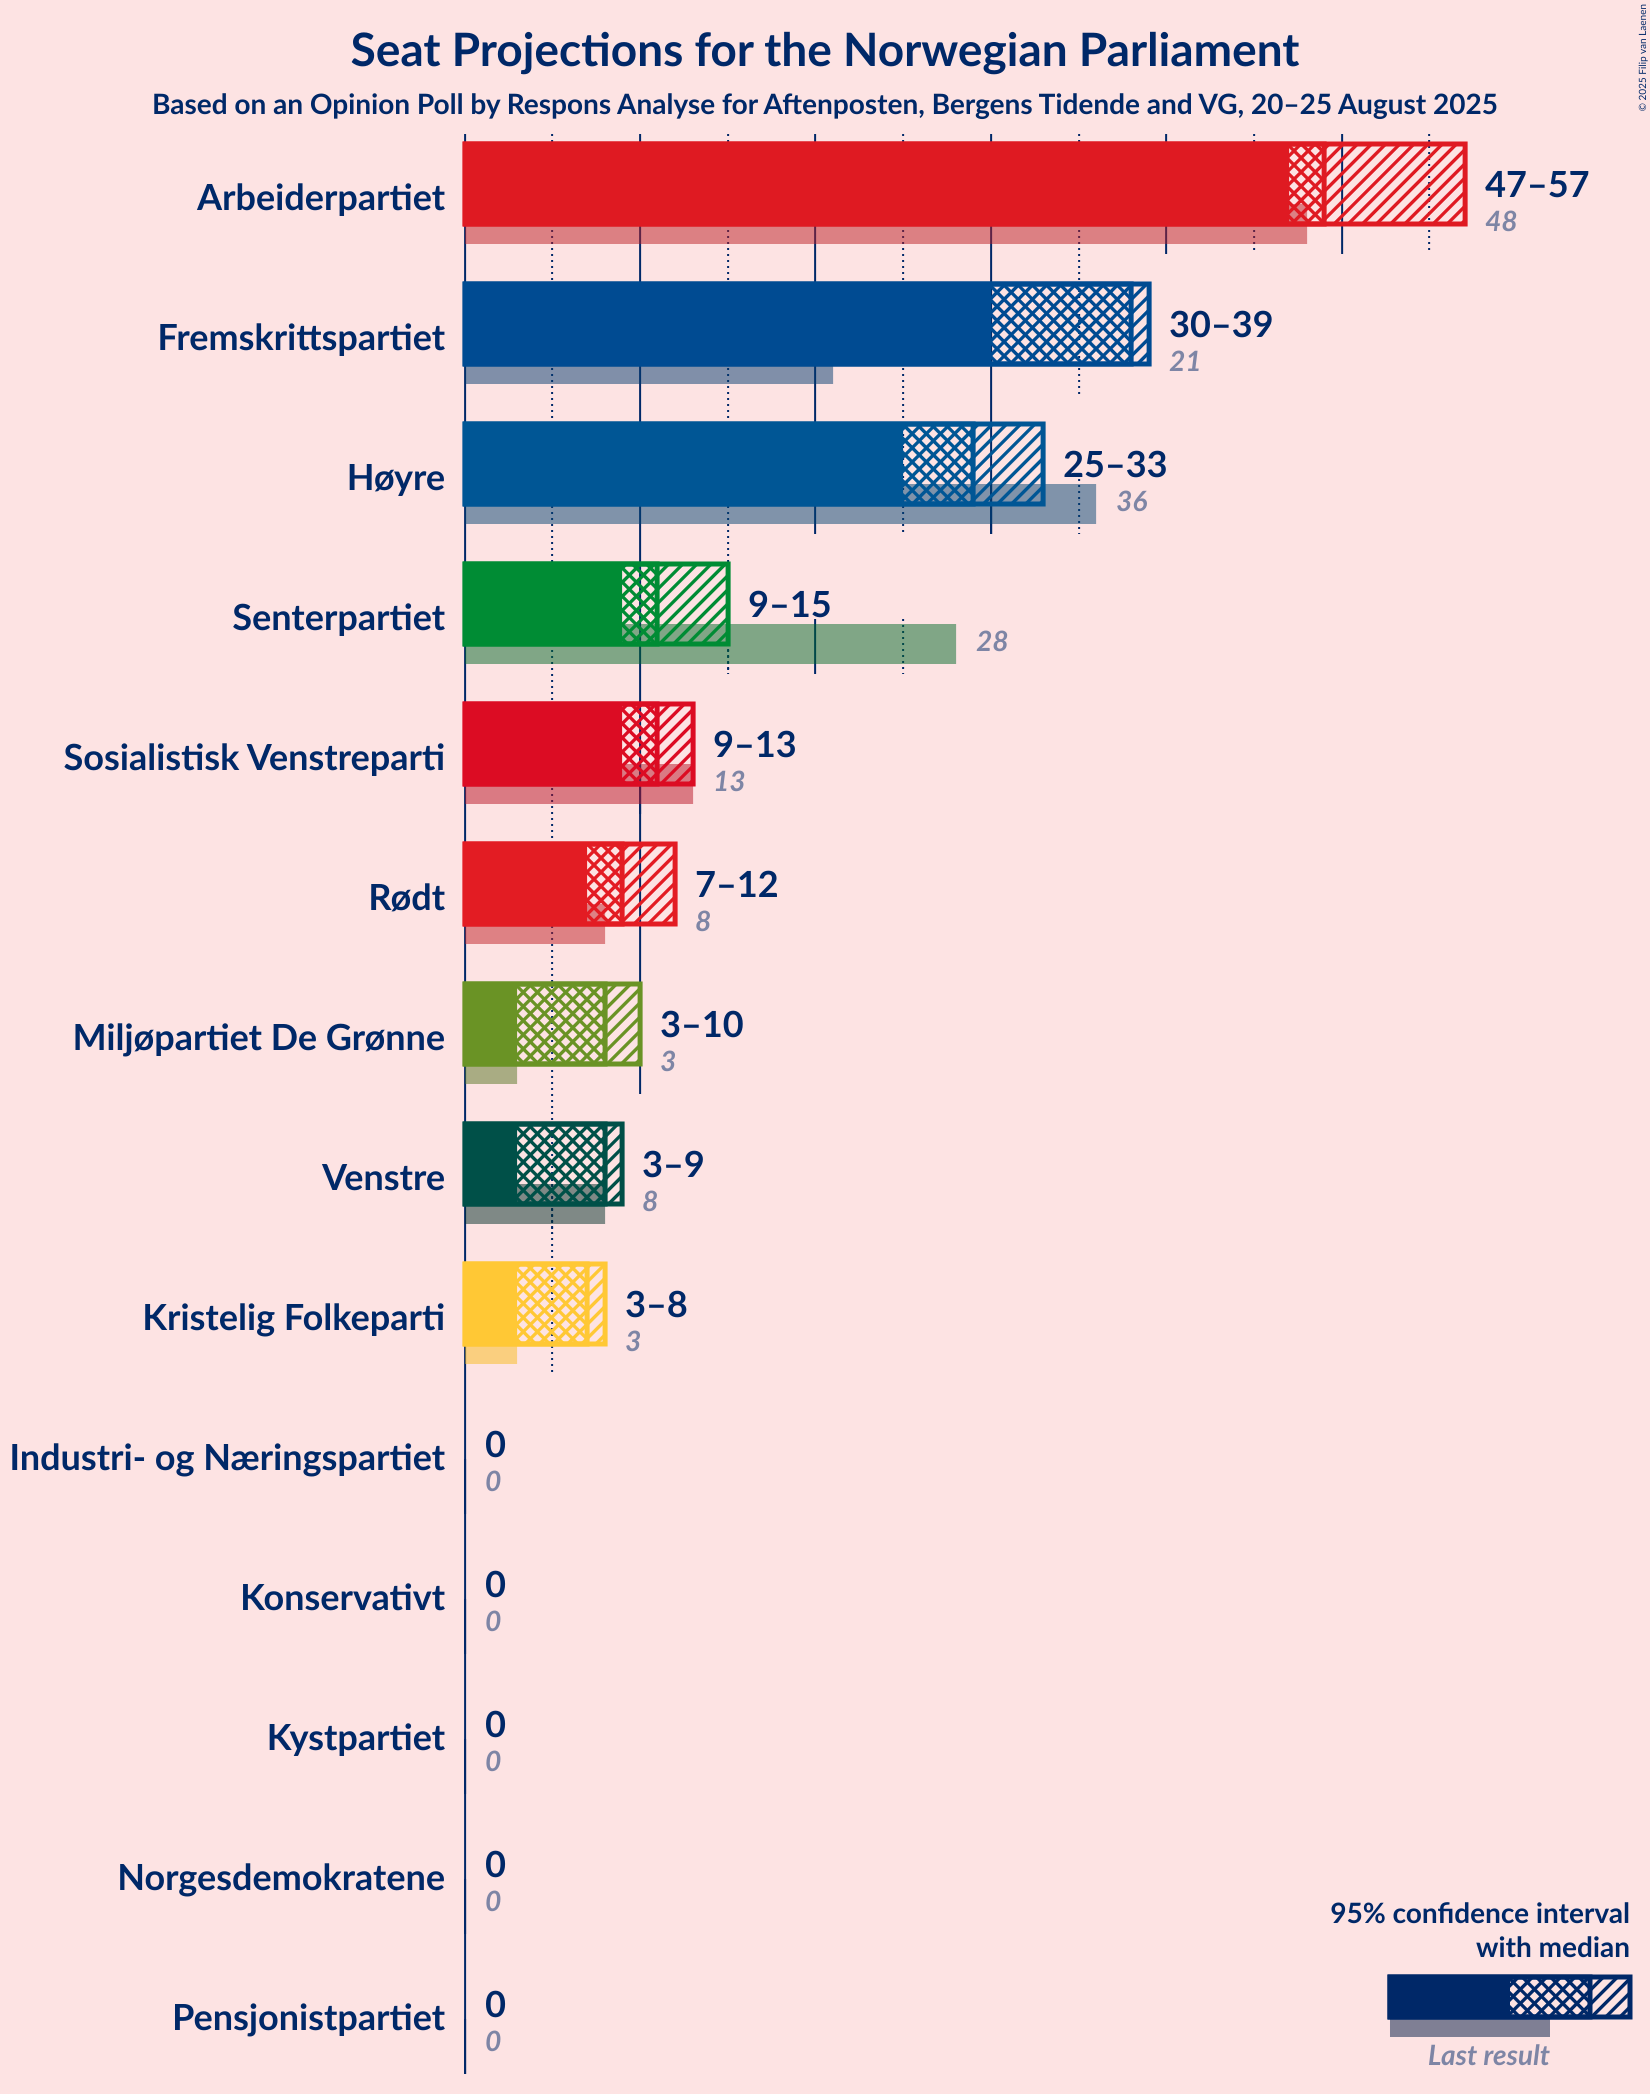 Seat Projections for the Norwegian Parliament
Based on an Opinion Poll by Respons Analyse for Aftenposten, Bergens Tidende and VG, 20–25 August 2025
© 2025 Filip van Laenen
Arbeiderpartiet
47–57
48
Fremskrittspartiet
30–39
21
Høyre
25–33
36
Senterpartiet
9–15
28
Sosialistisk Venstreparti
9–13
13
Rødt
7–12
8
Miljøpartiet De Grønne
3–10
3
Venstre
3–9
8
Kristelig Folkeparti
3–8
3
Industri- og Næringspartiet
0
0
Konservativt
0
0
Kystpartiet
0
0
Norgesdemokratene
0
0
Pensjonistpartiet
0
0
95% confidence interval
with median
Last result